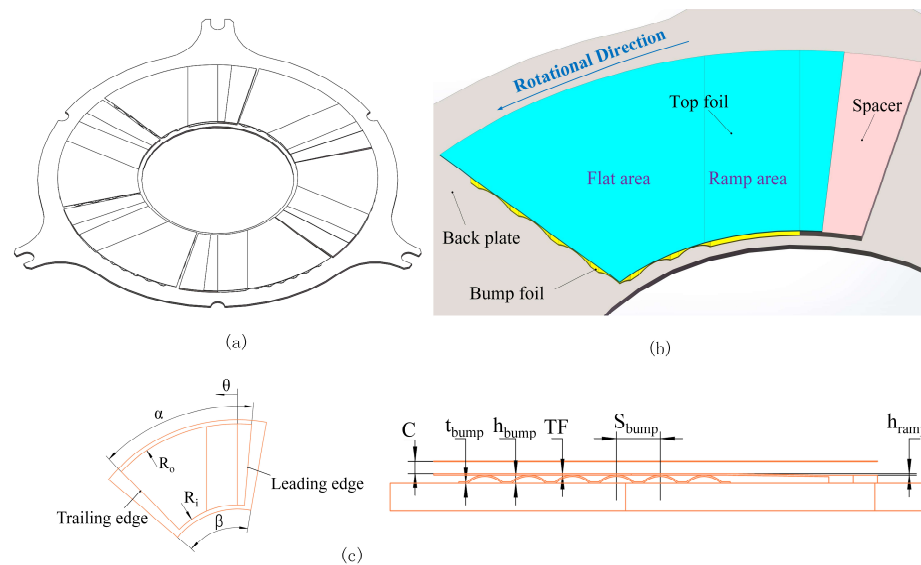 (a)
Rotational Direction
Top foil
Spacer
Flat area
Ramp area
Back plate
Bump foil
(b)
θ
α
Ro
Leading edge
Ri
Trailing edge
β
C
tbump
hbump
TF
Sbump
hram
(c)